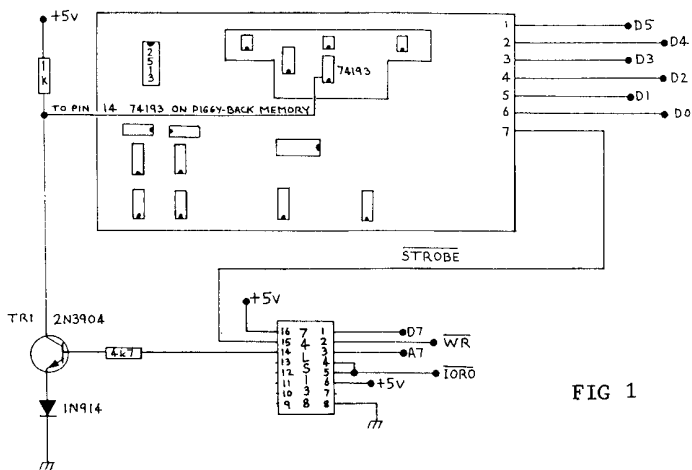 +5v
1k
2513
74193
TO PIN 14 74193 ON PIGGY-BACK MEMORY
1 D5
2 D4
3 D3
4 D2
5 D1
6 D0
7
STROBE
+5v
TR1 2N3904
4k7
1N914
74LS138
16
15
14
13
12
11
10
9
1 D7
2 WR
3 A7
4
5 IORQ
6 +5v
7
8
FIG 1